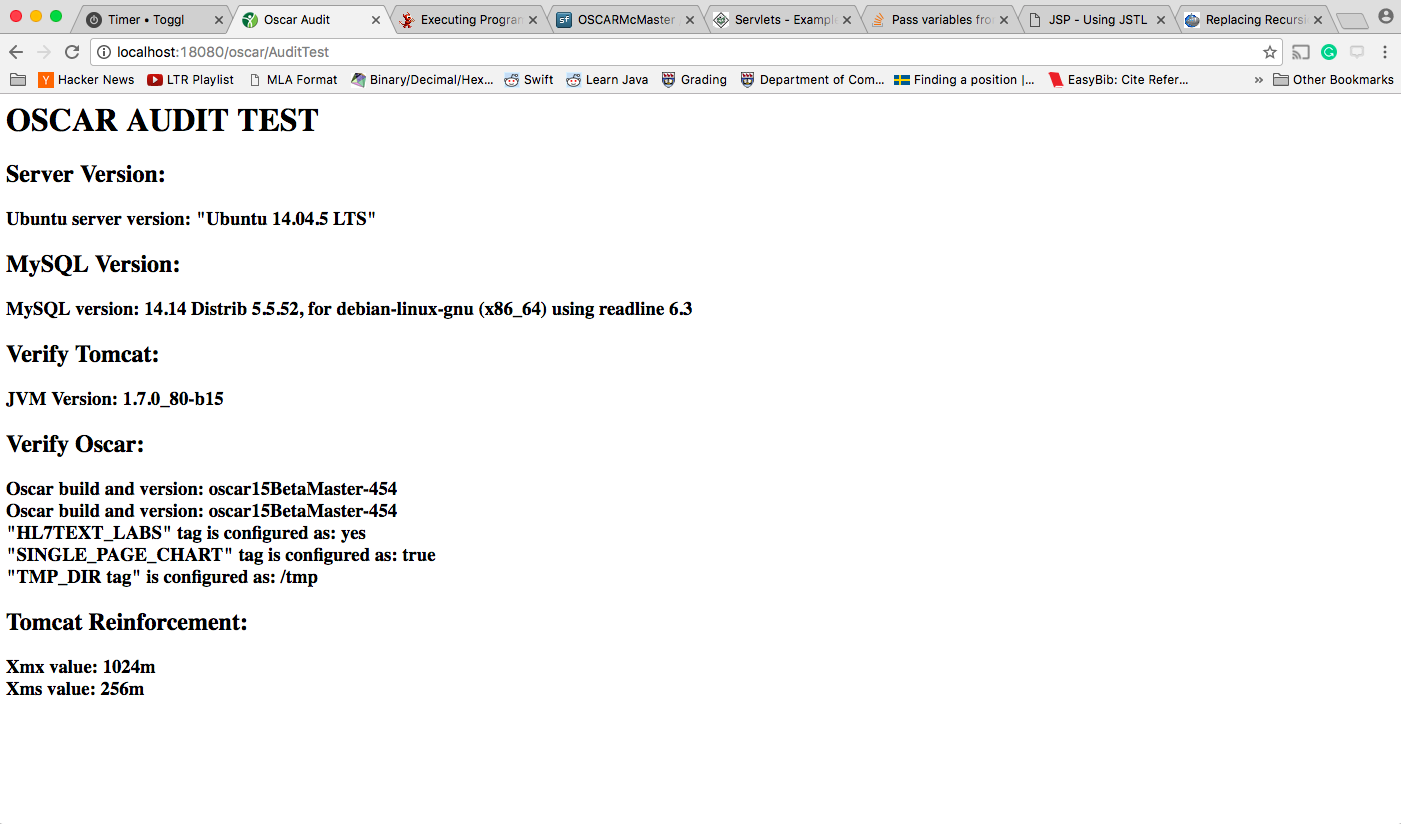 Timer • Toggl
Oscar Audit
Executing Program
OSCARMcMaster
Servlets - Example
Pass variables fro
JSP - Using JSTL
Replacing Recursi
localhost:18080/oscar/AuditTest
Y Hacker News
LTR Playlist
MLA Format
Binary/Decimal/Hex...
Swift
Learn Java
Grading
Department of Com...
Finding a position |...
EasyBib: Cite Refer...
»
Other Bookmarks
OSCAR AUDIT TEST
Server Version:
Ubuntu server version: "Ubuntu 14.04.5 LTS"
MySQL Version:
MySQL version: 14.14 Distrib 5.5.52, for debian-linux-gnu (x86_64) using readline 6.3
Verify Tomcat:
JVM Version: 1.7.0_80-b15
Verify Oscar:
Oscar build and version: oscar15BetaMaster-454
Oscar build and version: oscar15BetaMaster-454
"HL7TEXT_LABS" tag is configured as: yes
"SINGLE_PAGE_CHART" tag is configured as: true
"TMP_DIR tag" is configured as: /tmp
Tomcat Reinforcement:
Xmx value: 1024m
Xms value: 256m